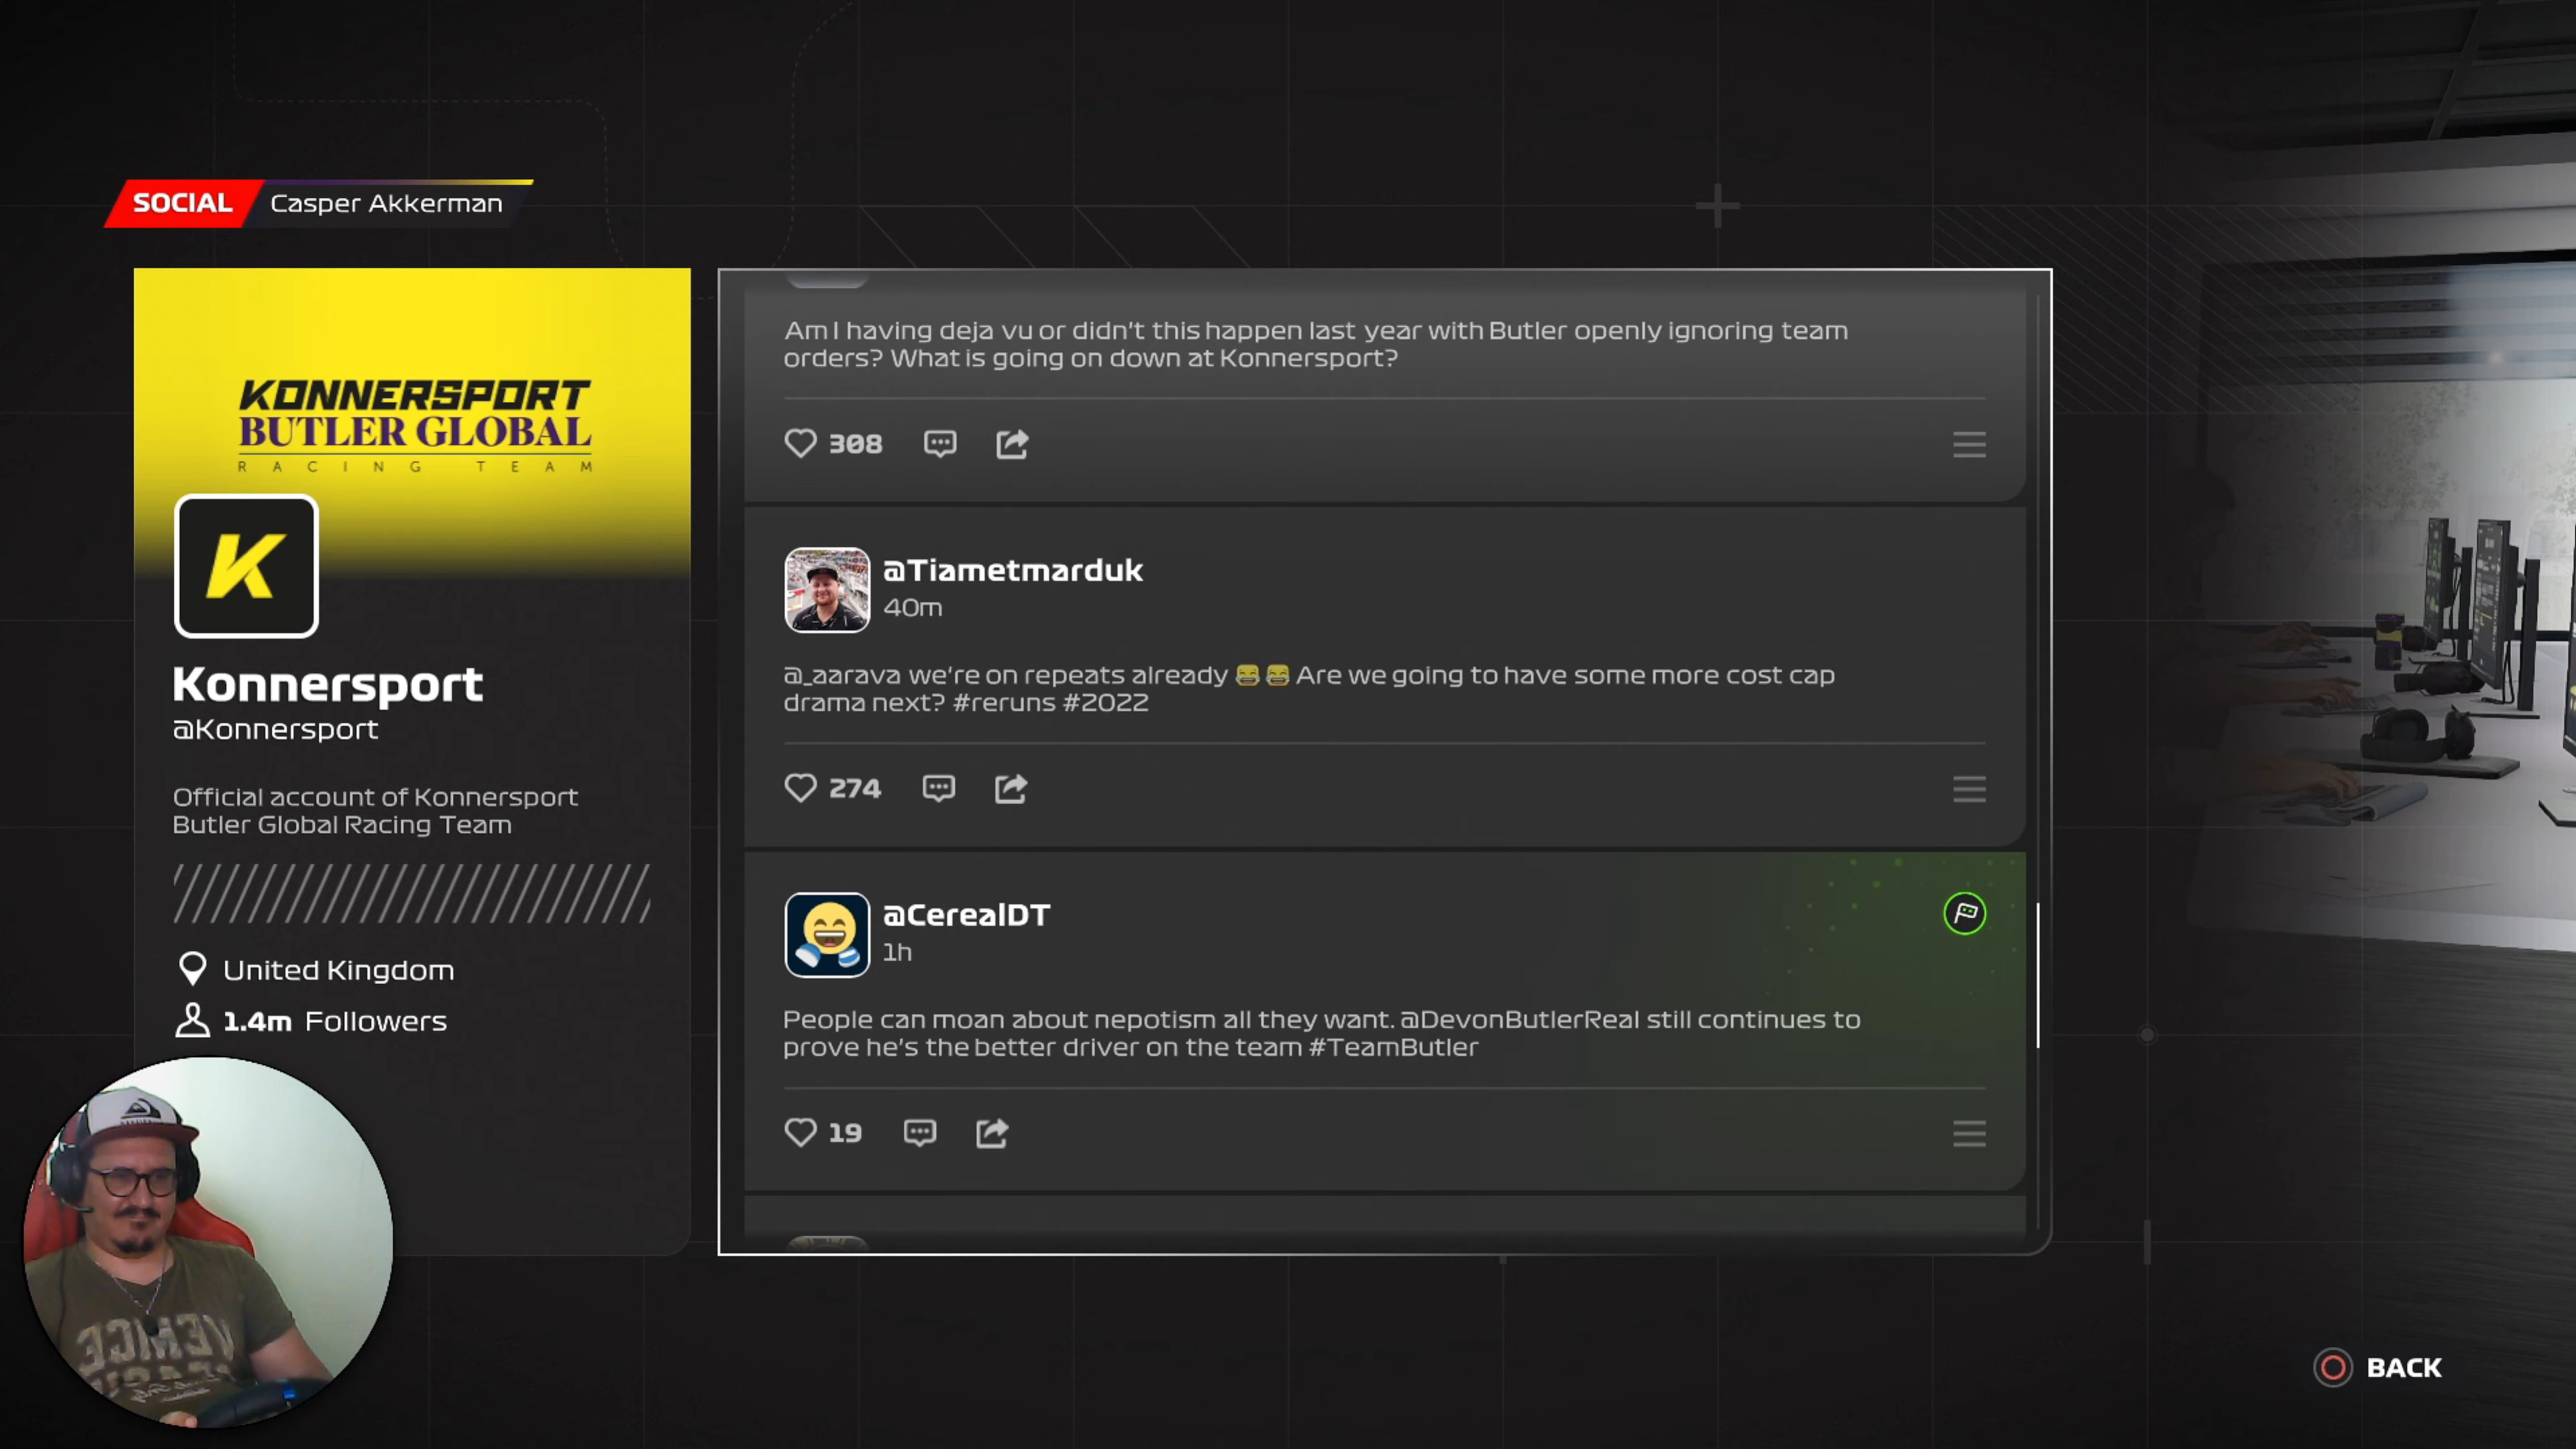 SOCIAL Casper Akkerman
KONNERSPORT
BUTLER GLOBAL
RACING TEAM
K
Konnersport
@Konnersport
Official account of Konnersport
Butler Global Racing Team
United Kingdom
1.4m Followers
Am I having deja vu or didn't this happen last year with Butler openly ignoring team
orders? What is going on down at Konnersport?
308
@Tiametmarduk
40m
@_aarava we're on repeats already 😂😂 Are we going to have some more cost cap
drama next? #reruns #2022
274
@CerealDT
1h
People can moan about nepotism all they want. @DevonButlerReal still continues to
prove he's the better driver on the team #TeamButler
19
VENICE
BACK